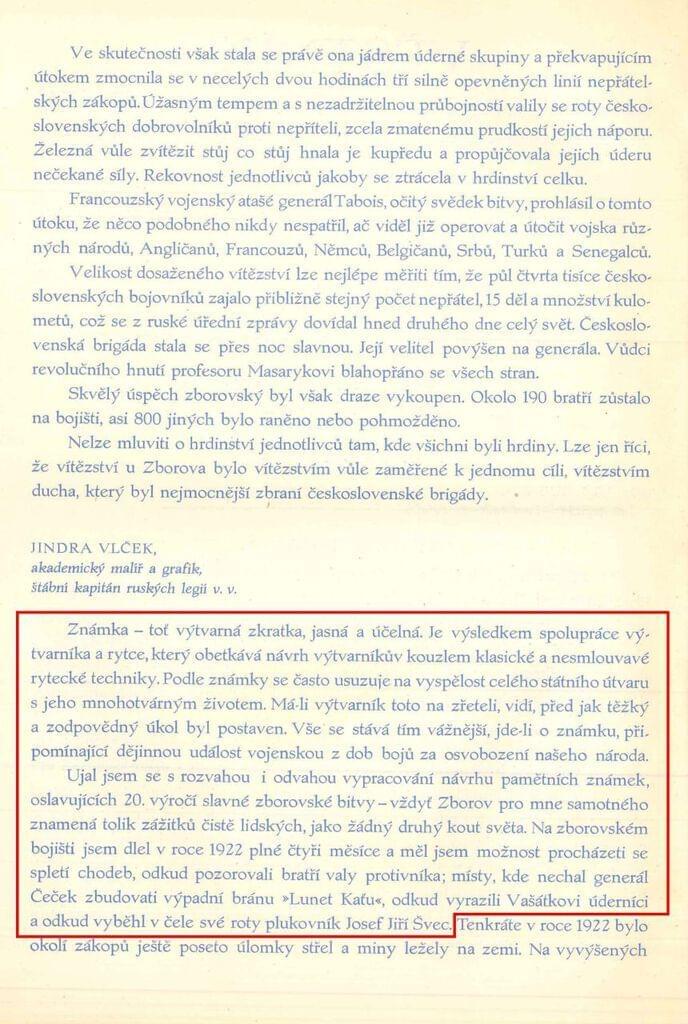 Ve skutečnosti však stala se právě ona jádrem úderné skupiny a překvapujícím
útokem zmocnila se v necelých dvou hodinách tří silně opevněných linií nepřátel-
ských zákopů. Úžasným tempem a s nezadržitelnou průbojností valily se roty česko-
slovenských dobrovolníků proti nepříteli, zcela zmatenému prudkostí jejich náporu.
Železná vůle zvítězit stůj co stůj hnala je kupředu a propůjčovala jejich úderu
nečekané síly. Rekovnost jednotlivců jakoby se ztrácela v hrdinství celku.
Francouzský vojenský atašé generál Tabois, očitý svědek bitvy, prohlásil o tomto
útoku, že něco podobného nikdy nespatřil, ač viděl již operovat a útočit vojska růz-
ných národů, Angličanů, Francouzů, Němců, Belgičanů, Srbů, Turků a Senegalců.
Velikost dosaženého vítězství lze nejlépe měřiti tím, že půl čtvrta tisíce česko-
slovenských bojovníků zajalo přibližně stejný počet nepřátel, 15 děl a množství kulo-
metů, což se z ruské úřední zprávy dovídal hned druhého dne celý svět. Českoslo-
venská brigáda stala se přes noc slavnou. Její velitel povýšen na generála. Vůdci
revolučního hnutí profesoru Masarykovi blahopřáno se všech stran.
Skvělý úspěch zborovský byl však draze vykoupen. Okolo 190 bratří zůstalo
na bojišti, asi 800 jiných bylo raněno nebo pohmožděno.
Nelze mluviti o hrdinství jednotlivců tam, kde všichni byli hrdiny. Lze jen říci,
že vítězství u Zborova bylo vítězstvím vůle zaměřené k jednomu cíli, vítězstvím
ducha, který byl nejmocnější zbraní československé brigády.
JINDRA VLČEK,
akademický malíř a grafik,
štábní kapitán ruských legií v. v.
Známka – toť výtvarná zkratka, jasná a účelná. Je výsledkem spolupráce vý-
tvarníka a rytce, který obetkává návrh výtvarníkův kouzlem klasické a nesmlouvavé
rytecké techniky. Podle známky se často usuzuje na vyspělost celého státního útvaru
s jeho mnohotvárným životem. Má-li výtvarník toto na zřeteli, vidí, před jak těžký
a zodpovědný úkol byl postaven. Vše se stává tím vážnější, jde-li o známku, při-
pomínající dějinnou událost vojenskou z dob bojů za osvobození našeho národa.
Ujal jsem se s rozvahou i odvahou vypracování návrhu pamětních známek,
oslavujících 20. výročí slavné zborovské bitvy – vždyť Zborov pro mne samotného
znamená tolik zážitků čistě lidských, jako žádný druhý kout světa. Na zborovském
bojišti jsem dlel v roce 1922 plné čtyři měsíce a měl jsem možnost procházeti se
spletí chodeb, odkud pozorovali bratři valy protivníka; místy, kde nechal generál
Čeček zbudovati výpadní bránu »Lunet Kafu«, odkud vyrazili Vašátkovi úderníci
a odkud vyběhl v čele své roty plukovník Josef Jiří Švec. Tenkráte v roce 1922 bylo
okolí zákopů ještě poseto úlomky střel a miny ležely na zemi. Na vyvýšených